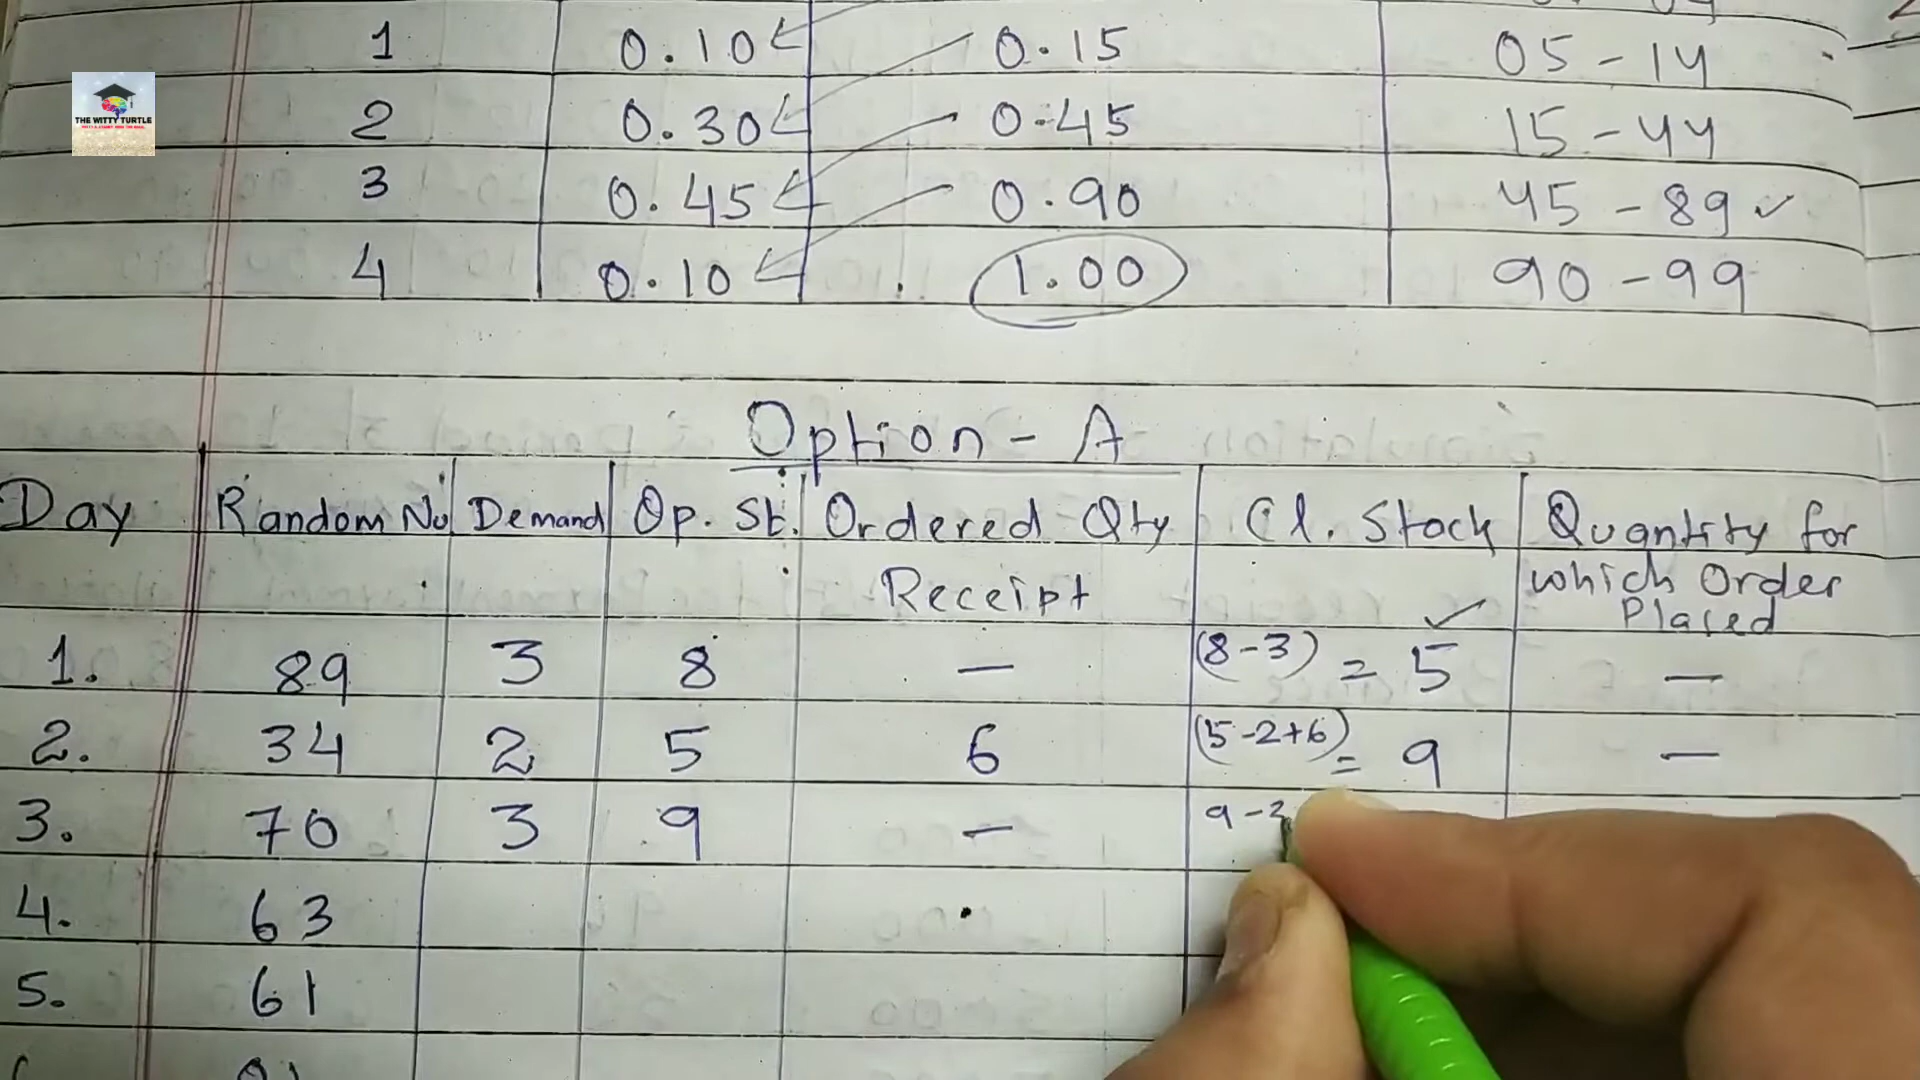 THE WITTY TURTLE
1 0.10 0.15 05-14
2 0.30 0.45 15-44
3 0.45 0.90 45-89 ✓
4 0.10 1.00 90-99
Option - A
Day Random No Demand Op. St. Ordered Qty Cl. Stock Quantity for
Receipt which Order
Placed
1. 89 3 8 — (8-3) = 5 —
2. 34 2 5 6 (5-2+6) = 9 —
3. 70 3 9 — 9-3
4. 63
5. 61